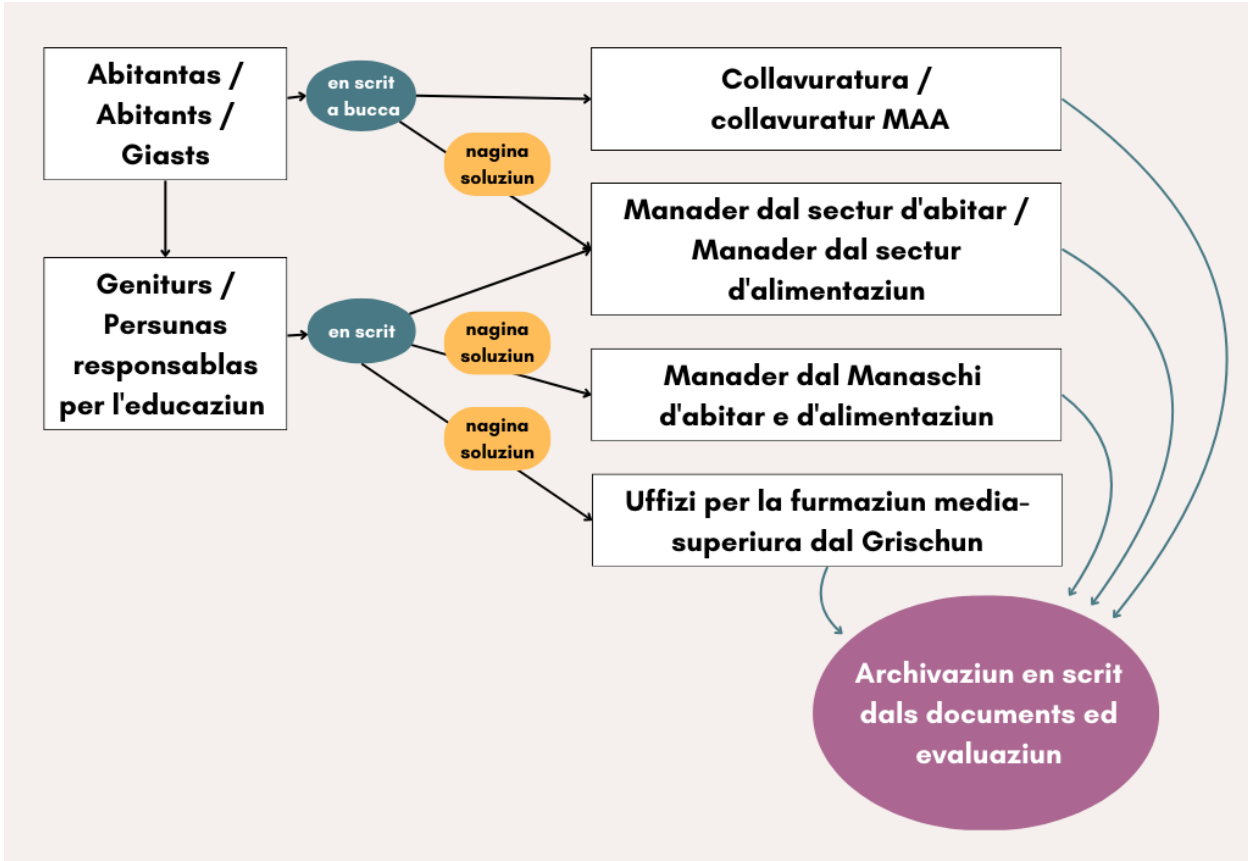 Abitantas /
Abitants /
Giasts
en scrit
a bucca
Collavuratura /
collavuratur MAA
nagina
soluziun
Manader dal sectur d'abitar /
Manader dal sectur
d'alimentaziun
Geniturs /
Persunas
responsablas
per l'educaziun
en scrit
nagina
soluziun
Manader dal Manaschi
d'abitar e d'alimentaziun
nagina
soluziun
Uffizi per la furmaziun media-
superiura dal Grischun
Archivaziun en scrit
dals documents ed
evaluaziun